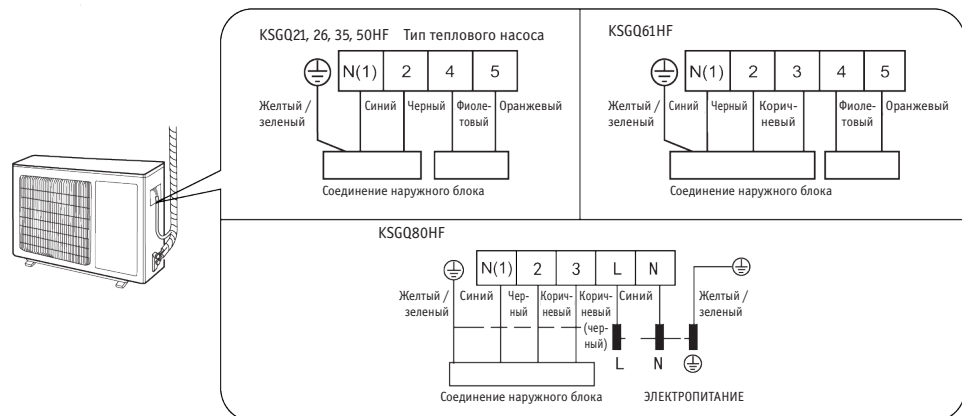 KSGQ21, 26, 35, 50HF Тип теплового насоса
N(1) 2 4 5
Желтый /
зеленый
Синий
Черный
Фиоле-
товый
Оранжевый
Соединение наружного блока
KSGQ61HF
N(1) 2 3 4 5
Желтый /
зеленый
Синий
Черный
Корич-
невый
Фиоле-
товый
Оранжевый
Соединение наружного блока
KSGQ80HF
N(1) 2 3 L N
Желтый /
зеленый
Синий
Чер-
ный
Корич-
невый
Корич-
невый
(чер-
ный)
Синий
Желтый /
зеленый
L N
Соединение наружного блока
ЭЛЕКТРОПИТАНИЕ